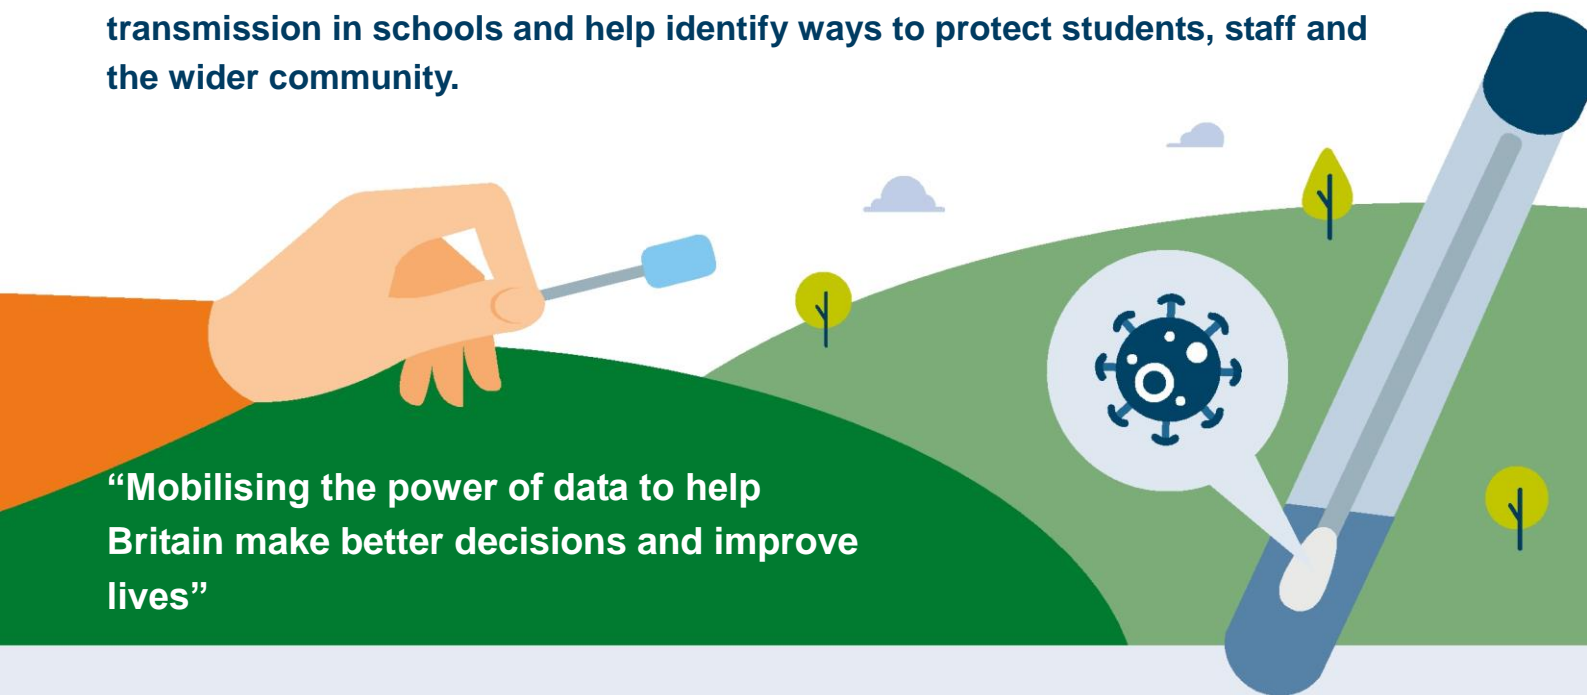 transmission in schools and help identify ways to protect students, staff and
the wider community.
“Mobilising the power of data to help
Britain make better decisions and improve
lives”